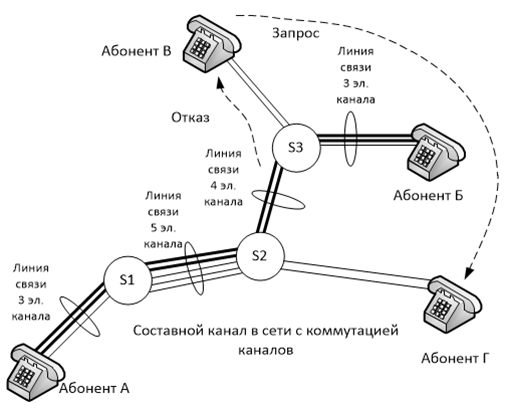 Абонент В
Запрос
Линия
связи
3 эл.
канала
Отказ
S3
Линия
связи
4 эл.
канала
Абонент Б
Линия
связи
5 эл.
канала
S2
Линия
связи
3 эл.
канала
S1
Составной канал в сети с коммутацией
каналов
Абонент Г
Абонент А